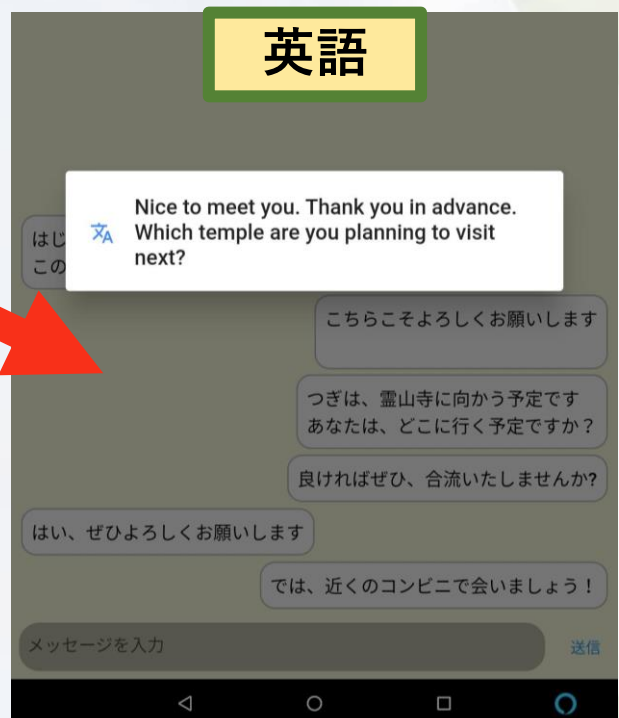 英語
Nice to meet you. Thank you in advance.
Which temple are you planning to visit
next?
はじ
この
こちらこそよろしくお願いします
つぎは、霊山寺に向かう予定です
あなたは、どこに行く予定ですか？
良ければぜひ、合流いたしませんか?
はい、ぜひよろしくお願いします
では、近くのコンビニで会いましょう！
メッセージを入力
送信